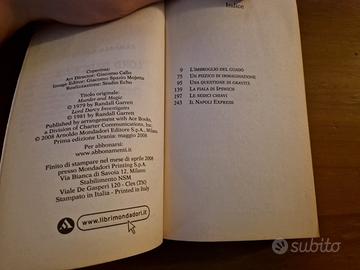 Copertina:
Art Director: Giacomo Callo
Image Editor: Giacomo Spazio Mojetta
Realizzazione: Studio Echo
Titolo originale:
Murder and Magic
© 1979 by Randall Garren
Lord Darcy Investigates
© 1981 by Randall Garren
Published by arrangement with Ace Books,
a Division of Charter Communications, Inc.
© 2008 Arnoldo Mondadori Editore S.p.A., Milano
Prima edizione Urania: maggio 2008
Per abbonarsi:
www.abbonamenti.it
Finito di stampare nel mese di aprile 2008
presso Mondadori Printing S.p.A.
Via Bianca di Savoia 12, Milano
Stabilimento NSM
Viale De Gasperi 120 - Cles (TN)
Stampato in Italia - Printed in Italy
www.librimondadori.it
Indice
9 L'IMBROGLIO DEL GUADO
75 UN PIZZICO DI IMMAGINAZIONE
95 UNA QUESTIONE DI GRAVITÀ
139 LA FIALA DI IPSWICH
197 LE SEDICI CHIAVI
243 IL NAPOLI EXPRESS
subito